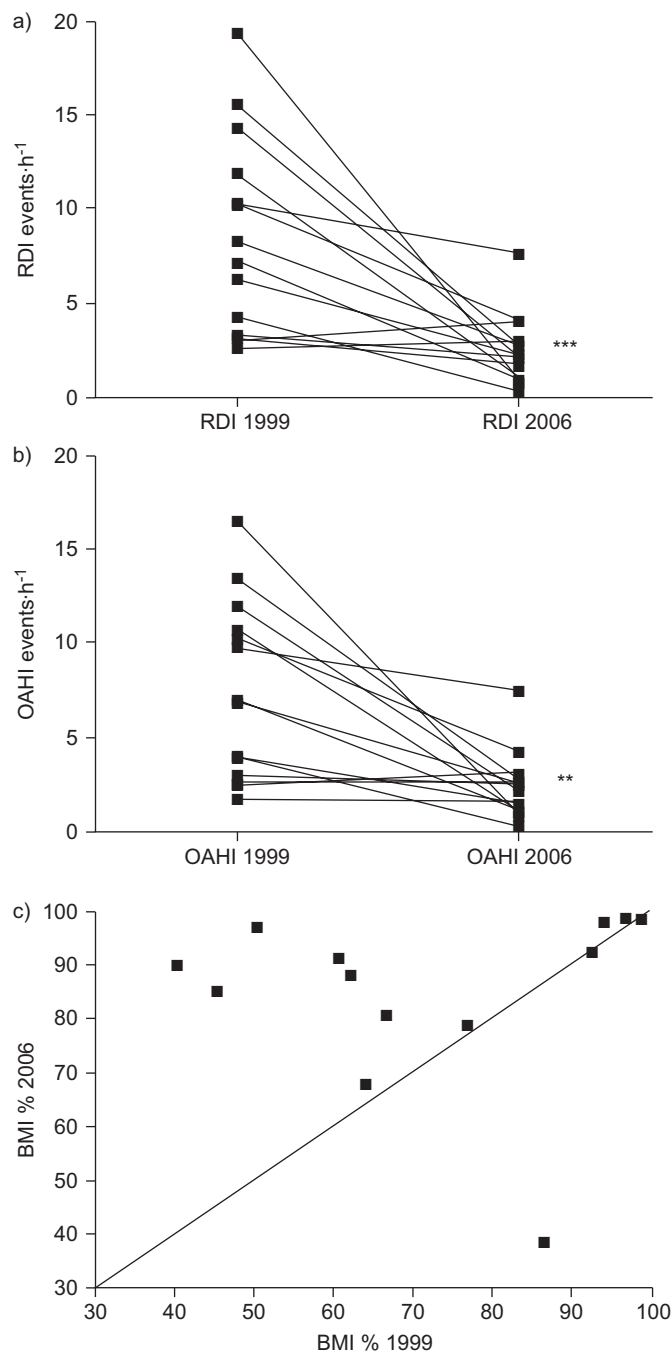 a)
20
15
10
5
0
RDI events·h-1
***
RDI 1999
RDI 2006
b)
20
15
10
5
0
OAHI events·h-1
**
OAHI 1999
OAHI 2006
c)
100
90
80
70
60
50
40
30
BMI % 2006
30 40 50 60 70 80 90 100
BMI % 1999